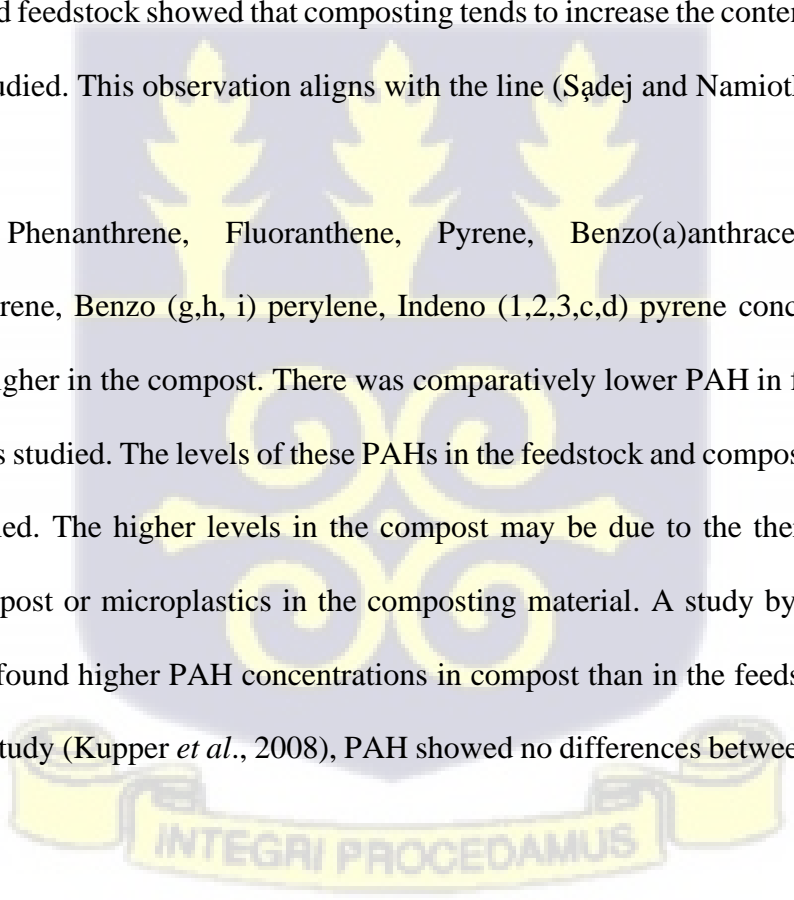 d feedstock showed that composting tends to increase the conten
udied. This observation aligns with the line (Sądej and Namioth
Phenanthrene, Fluoranthene, Pyrene, Benzo(a)anthrace
rene, Benzo (g,h, i) perylene, Indeno (1,2,3,c,d) pyrene conc
igher in the compost. There was comparatively lower PAH in f
s studied. The levels of these PAHs in the feedstock and compos
ied. The higher levels in the compost may be due to the ther
post or microplastics in the composting material. A study by
found higher PAH concentrations in compost than in the feeds
tudy (Kupper et al., 2008), PAH showed no differences betwee
INTEGRI PROCEDAMUS